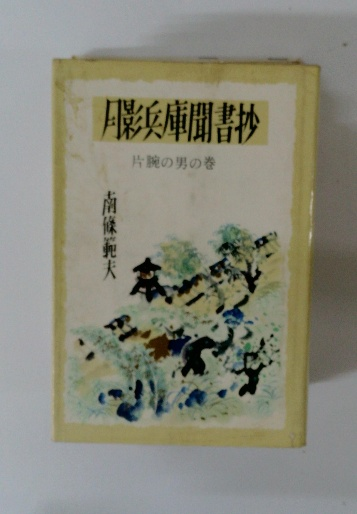 月影兵庫聞書抄
片腕の男の巻
南條範夫